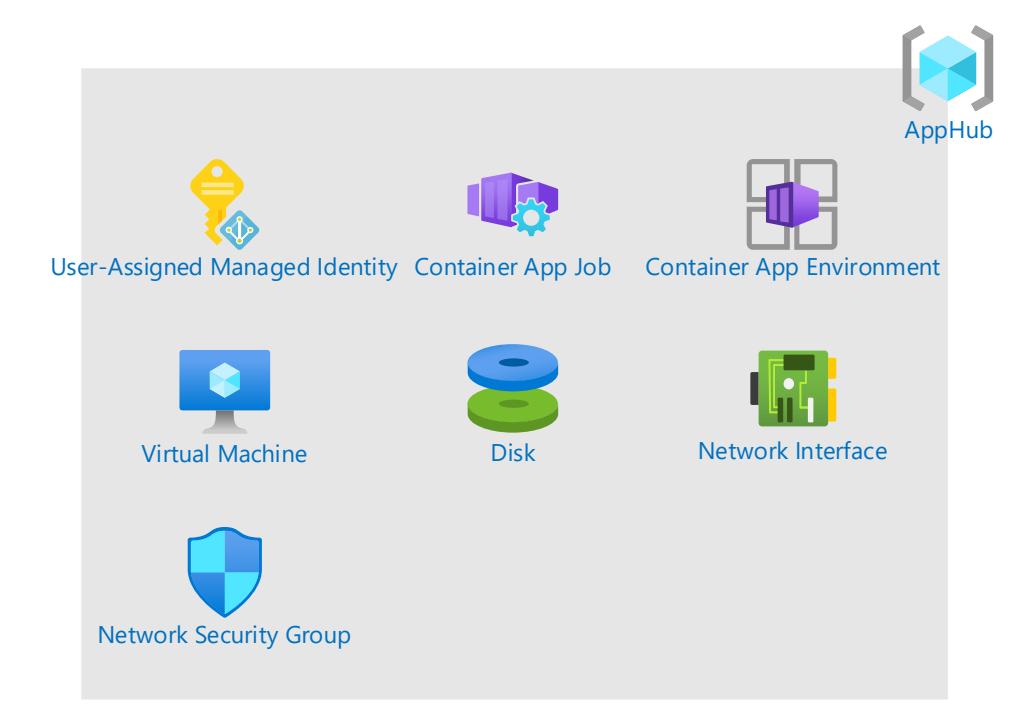 AppHub
User-Assigned Managed Identity
Container App Job
Container App Environment
Virtual Machine
Disk
Network Interface
Network Security Group